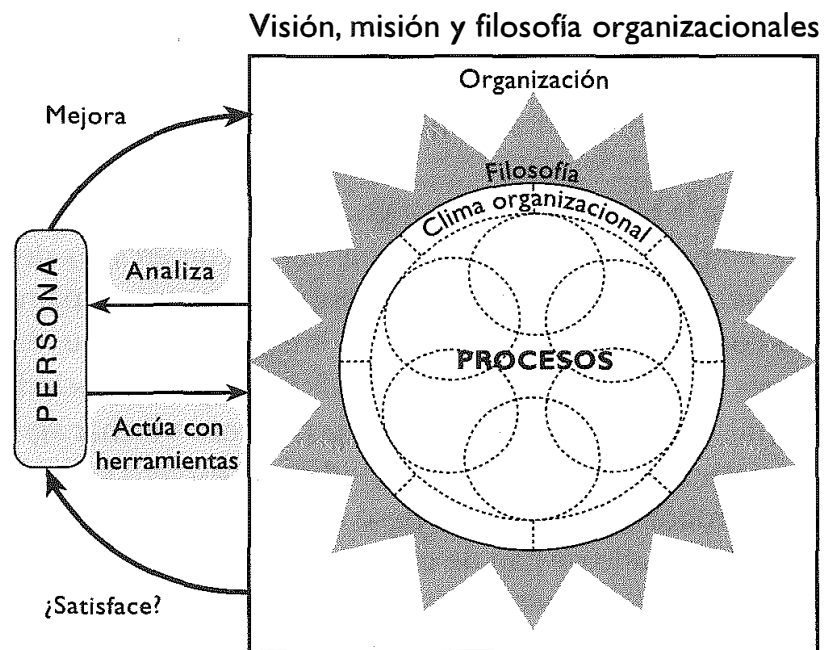 Visión, misión y filosofía organizacionales
Organización
Mejora
Filosofía
Clima organizacional
Analiza
PERSONA
PROCESOS
Actúa con
herramientas
¿Satisface?